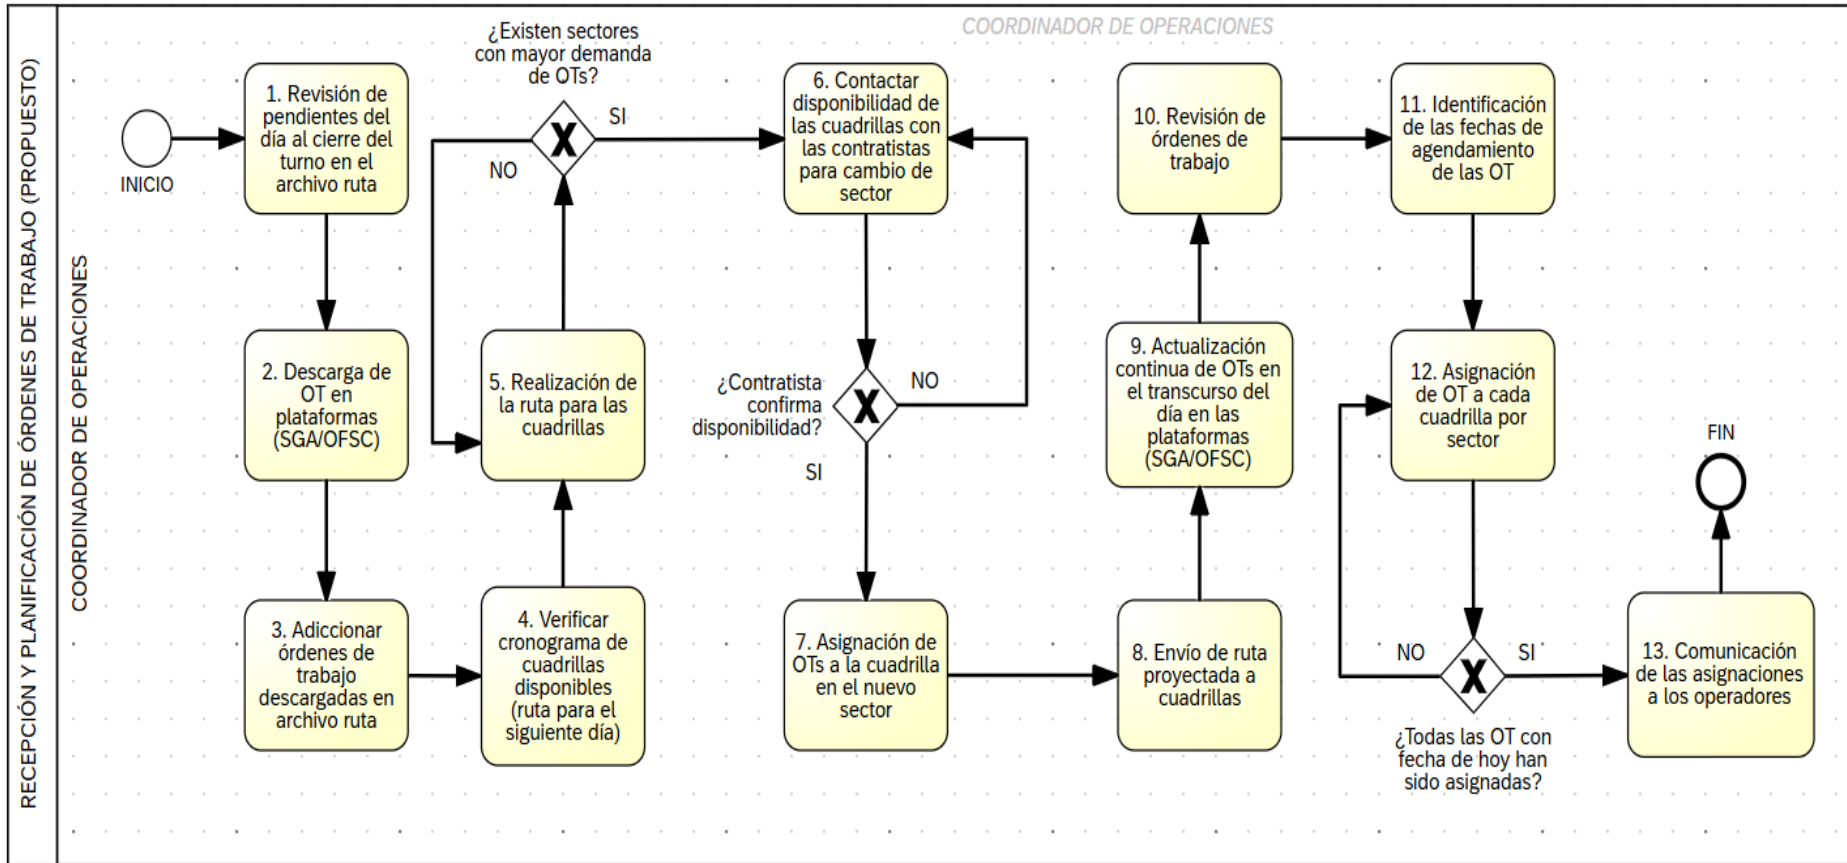 RECEPCIÓN Y PLANIFICACIÓN DE ÓRDENES DE TRABAJO (PROPUESTO)
COORDINADOR DE OPERACIONES
COORDINADOR DE OPERACIONES
INICIO
1. Revisión de
pendientes del
día al cierre del
turno en el
archivo ruta
2. Descarga de
OT en
plataformas
(SGA/OFSC)
3. Adiccionar
órdenes de
trabajo
descargadas en
archivo ruta
4. Verificar
cronograma de
cuadrillas
disponibles
(ruta para el
siguiente día)
5. Realización de
la ruta para las
cuadrillas
¿Existen sectores
con mayor demanda
de OTs?
SI
NO
6. Contactar
disponibilidad de
las cuadrillas con
las contratistas
para cambio de
sector
¿Contratista
confirma
disponibilidad?
NO
SI
7. Asignación de
OTs a la cuadrilla
en el nuevo
sector
8. Envío de ruta
proyectada a
cuadrillas
9. Actualización
continua de OTs en
el transcurso del
día en las
plataformas
(SGA/OFSC)
10. Revisión de
órdenes de
trabajo
11. Identificación
de las fechas de
agendamiento
de las OT
12. Asignación
de OT a cada
cuadrilla por
sector
NO
SI
¿Todas las OT con
fecha de hoy han
sido asignadas?
13. Comunicación
de las asignaciones
a los operadores
FIN